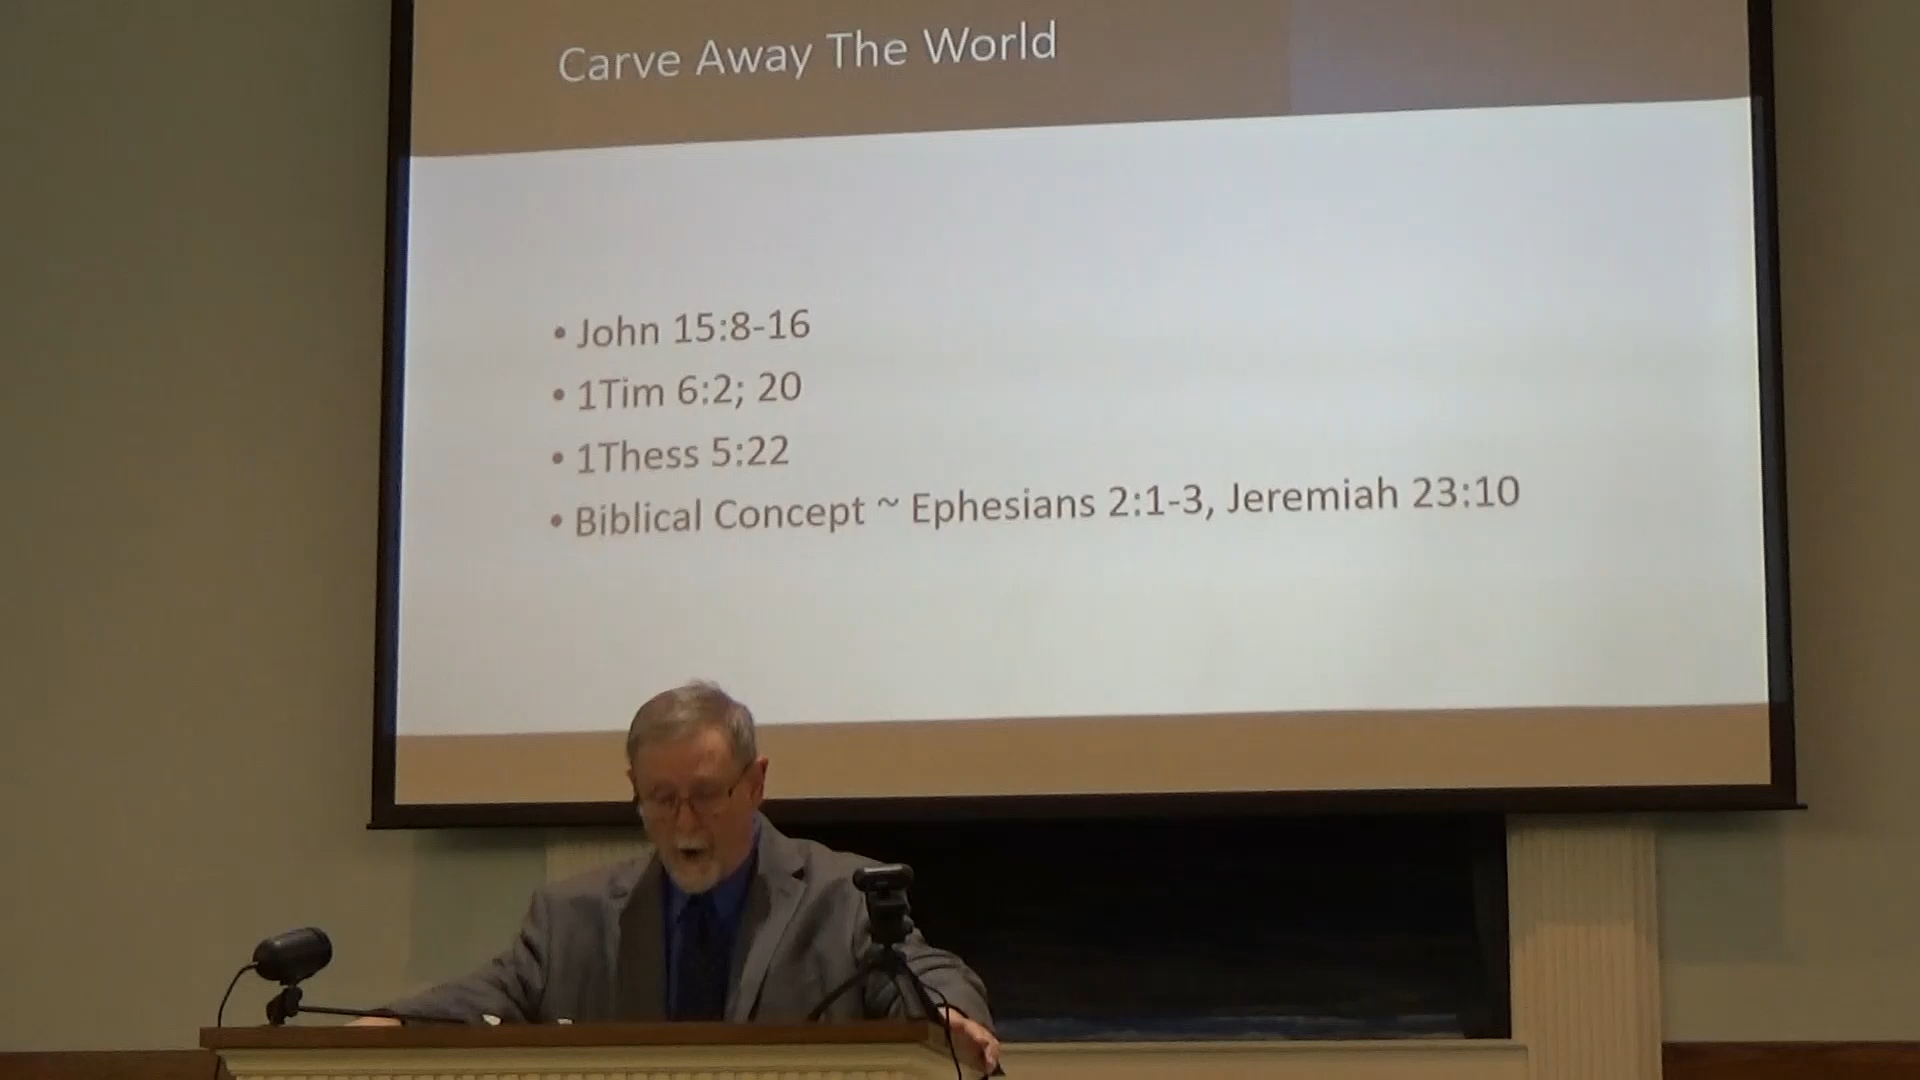 Carve Away The World
• John 15:8-16
• 1Tim 6:2; 20
• 1Thess 5:22
• Biblical Concept ~ Ephesians 2:1-3, Jeremiah 23:10